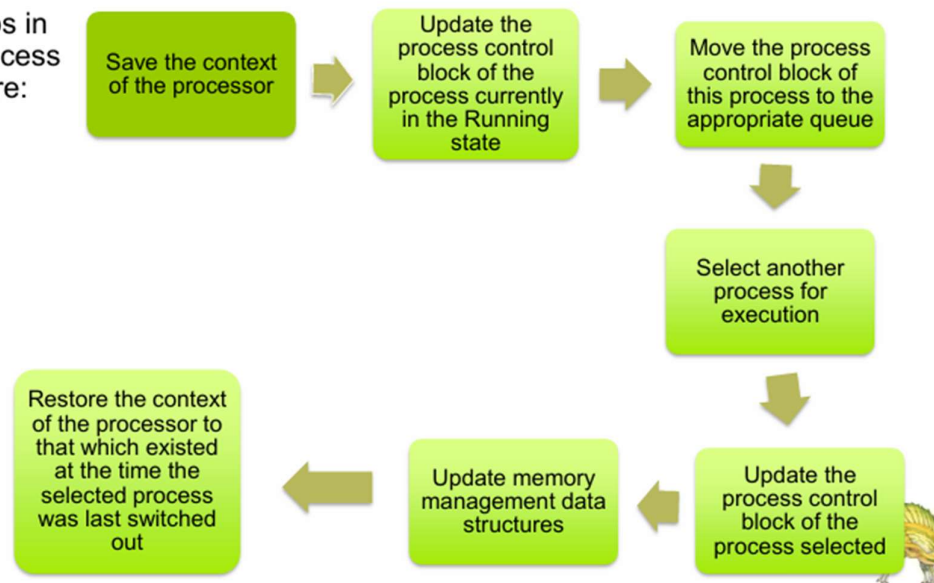 s in
cess
re:
Save the context
of the processor
Update the
process control
block of the
process currently
in the Running
state
Move the process
control block of
this process to the
appropriate queue
Select another
process for
execution
Update the
process control
block of the
process selected
Update memory
management data
structures
Restore the context
of the processor to
that which existed
at the time the
selected process
was last switched
out